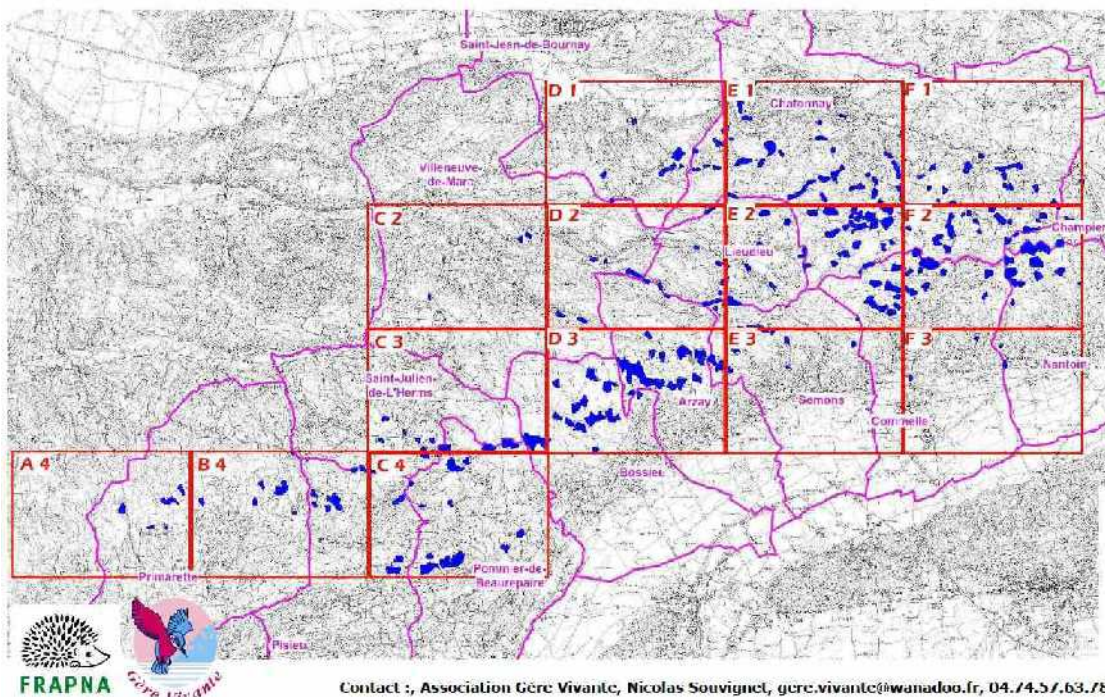 Saint-Jean-de-Bournay
D 1
E 1
F 1
Chatonnay
Villeneuve-
de-Marc
C 2
D 2
E 2
F 2
Lieudieu
Champier
C 3
D 3
E 3
F 3
Saint-Julien-
de-L'Herms
Arzay
Semons
Nantoin
Commelle
A 4
B 4
C 4
Bossieu
Primarette
Pommier-de-
Beaurepaire
Pisieu
FRAPNA
Gère Vivante
Contact :, Association Gère Vivante, Nicolas Souvignet, gere.vivante@wanadoo.fr, 04.74.57.63.78